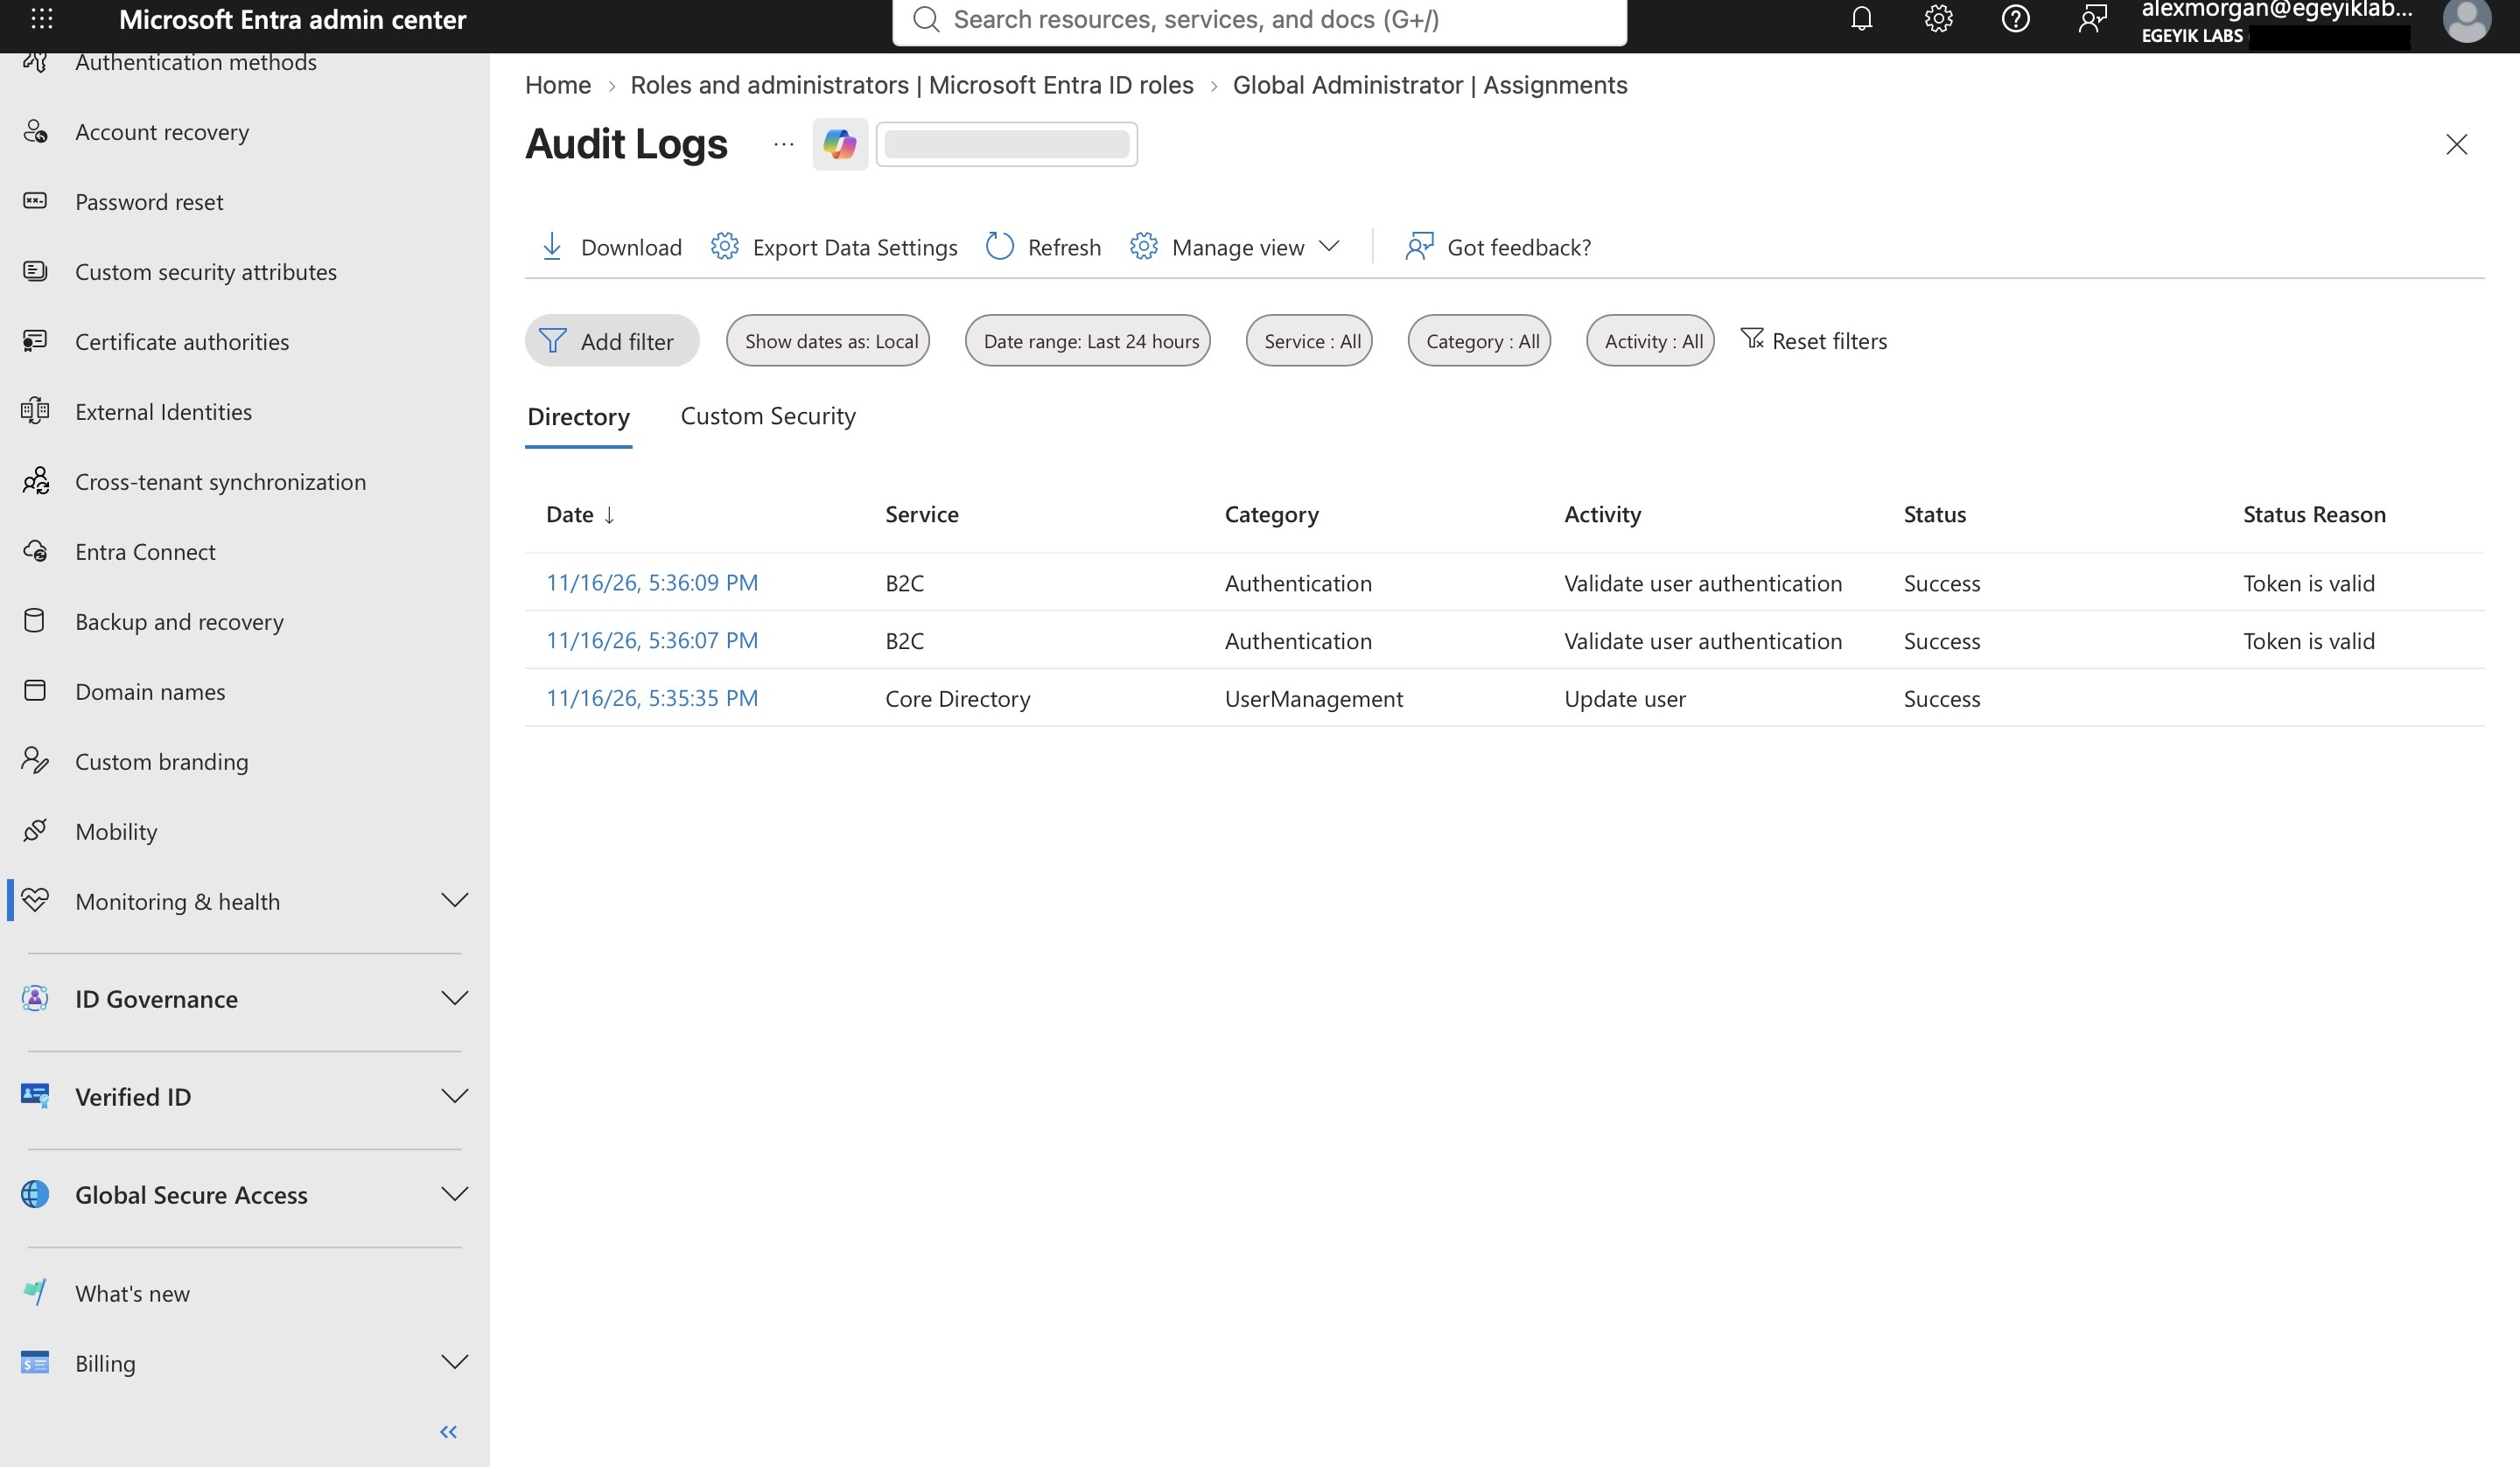 Microsoft Entra admin center
Search resources, services, and docs (G+/)
alexmorgan@egeyiklab...
EGEYIK LABS
Authentication methods
Account recovery
Password reset
Custom security attributes
Certificate authorities
External Identities
Cross-tenant synchronization
Entra Connect
Backup and recovery
Domain names
Custom branding
Mobility
Monitoring & health
ID Governance
Verified ID
Global Secure Access
What's new
Billing
Home > Roles and administrators | Microsoft Entra ID roles > Global Administrator | Assignments
Audit Logs ...
Download Export Data Settings Refresh Manage view Got feedback?
Add filter Show dates as: Local Date range: Last 24 hours Service : All Category : All Activity : All Reset filters
Directory Custom Security
Date ↓ Service Category Activity Status Status Reason
11/16/26, 5:36:09 PM B2C Authentication Validate user authentication Success Token is valid
11/16/26, 5:36:07 PM B2C Authentication Validate user authentication Success Token is valid
11/16/26, 5:35:35 PM Core Directory UserManagement Update user Success